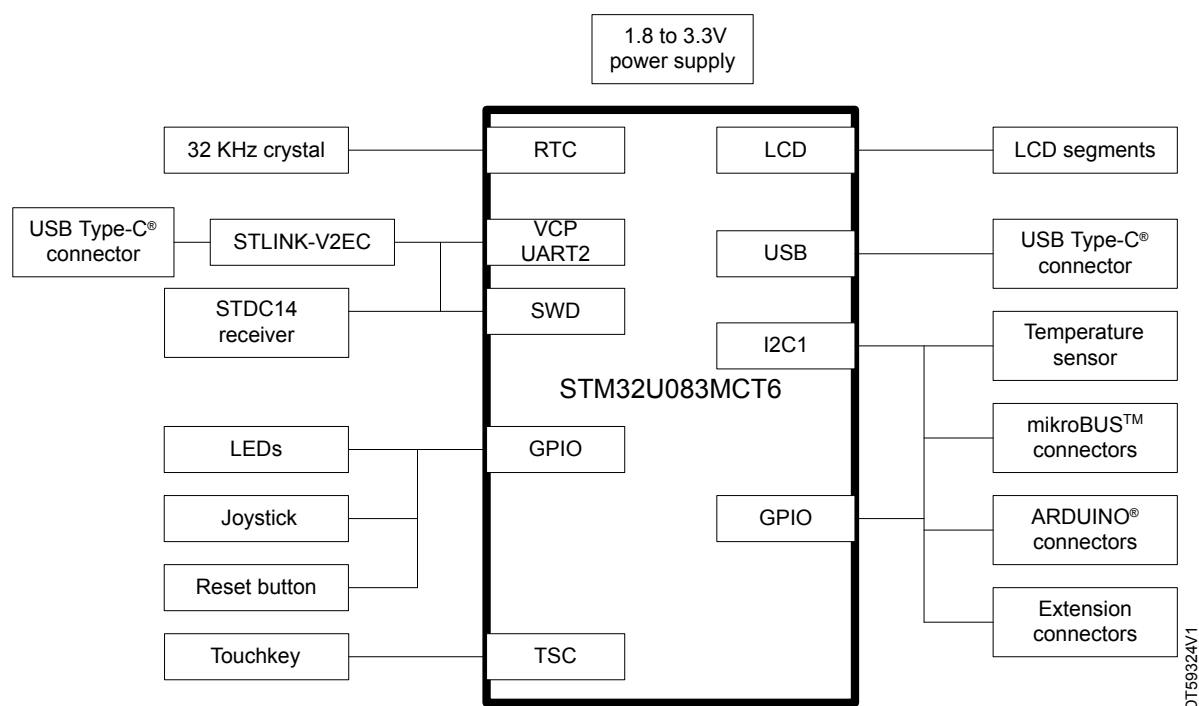 1.8 to 3.3V
power supply
32 KHz crystal
RTC
LCD
LCD segments
USB Type-C®
connector
STLINK-V2EC
VCP
UART2
USB
USB Type-C®
connector
STDC14
receiver
SWD
I2C1
Temperature
sensor
STM32U083MCT6
LEDs
GPIO
mikroBUS™
connectors
Joystick
GPIO
ARDUINO®
connectors
Reset button
Extension
connectors
Touchkey
TSC
DT59324V1